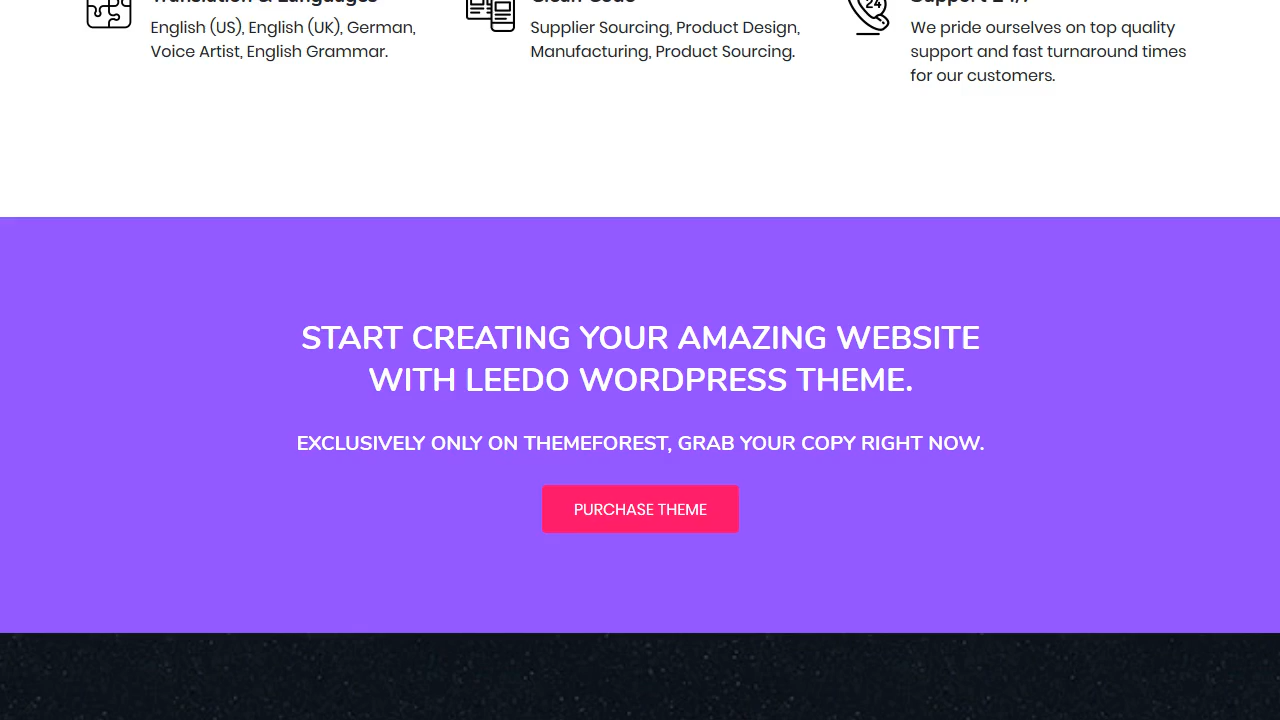 English (US), English (UK), German,
Voice Artist, English Grammar.
Supplier Sourcing, Product Design,
Manufacturing, Product Sourcing.
24
We pride ourselves on top quality
support and fast turnaround times
for our customers.
START CREATING YOUR AMAZING WEBSITE
WITH LEEDO WORDPRESS THEME.
EXCLUSIVELY ONLY ON THEMEFOREST, GRAB YOUR COPY RIGHT NOW.
PURCHASE THEME